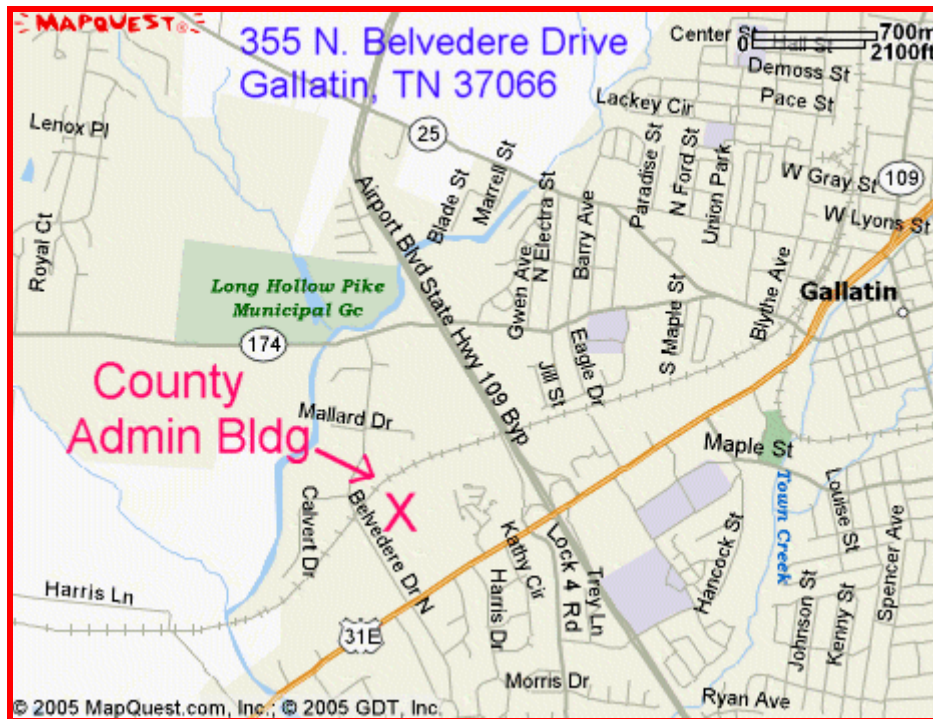 MAPQUEST®
355 N. Belvedere Drive
Gallatin, TN 37066
Center St
0 700m
2100ft
Hall St
Demoss St
Pace St
Lackey Cir
Lenox Pl
25
Paradise St
N Ford St
Union Park
W Gray St
109
W Lyons St
Airport Blvd State Hwy 109 Byp
Blade St
Marrell St
Gwen Ave
N Electra St
Barry Ave
Royal Ct
Long Hollow Pike
Municipal Gc
S Maple St
Blythe Ave
Gallatin
174
Jill St
Eagle Dr
County
Admin Bldg
Mallard Dr
X
Maple St
Town Creek
Louise St
Spencer Ave
Calvert Dr
Belvedere Dr N
Kathy Cir
Harris Dr
Lock 4 Rd
Trey Ln
Hancock St
Johnson St
Kenny St
Harris Ln
31E
Morris Dr
Ryan Ave
© 2005 MapQuest.com, Inc.; © 2005 GDT, Inc.